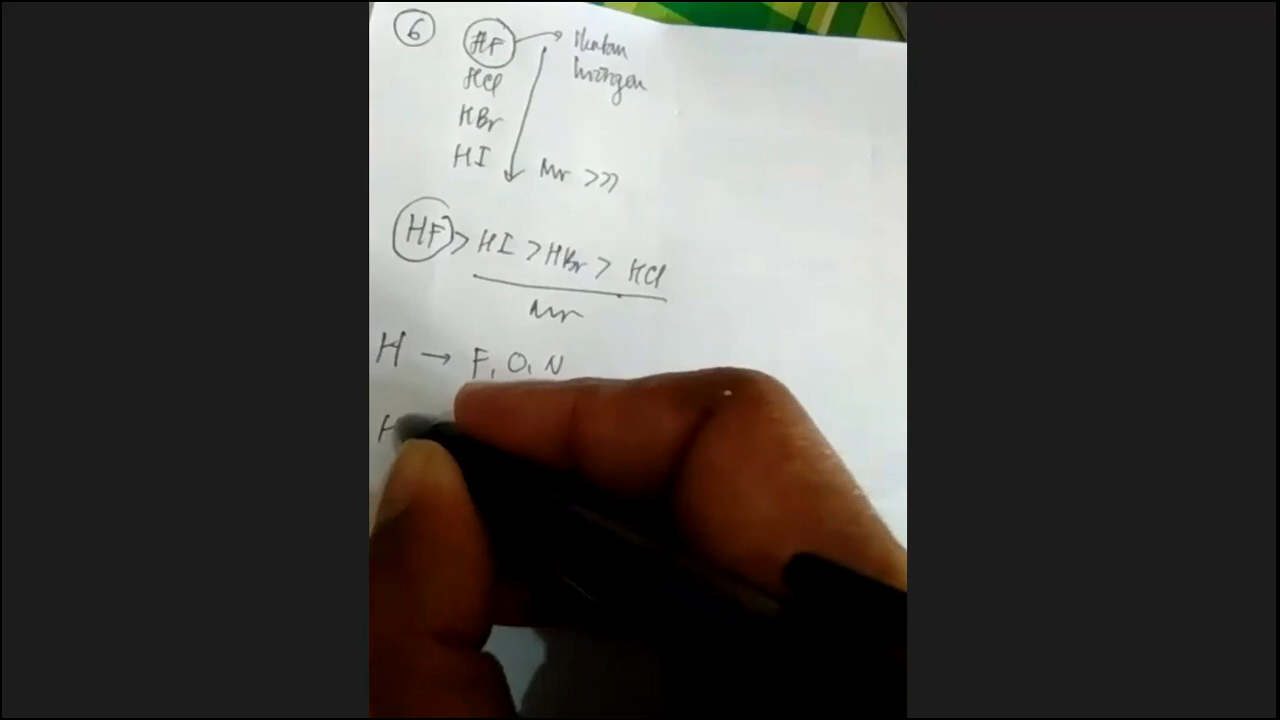 6
HF → Ikatan
hidrogen
HCl
HBr
HI
Mr >>>
HF > HI > HBr > HCl
Mr
H → F, O, N
H